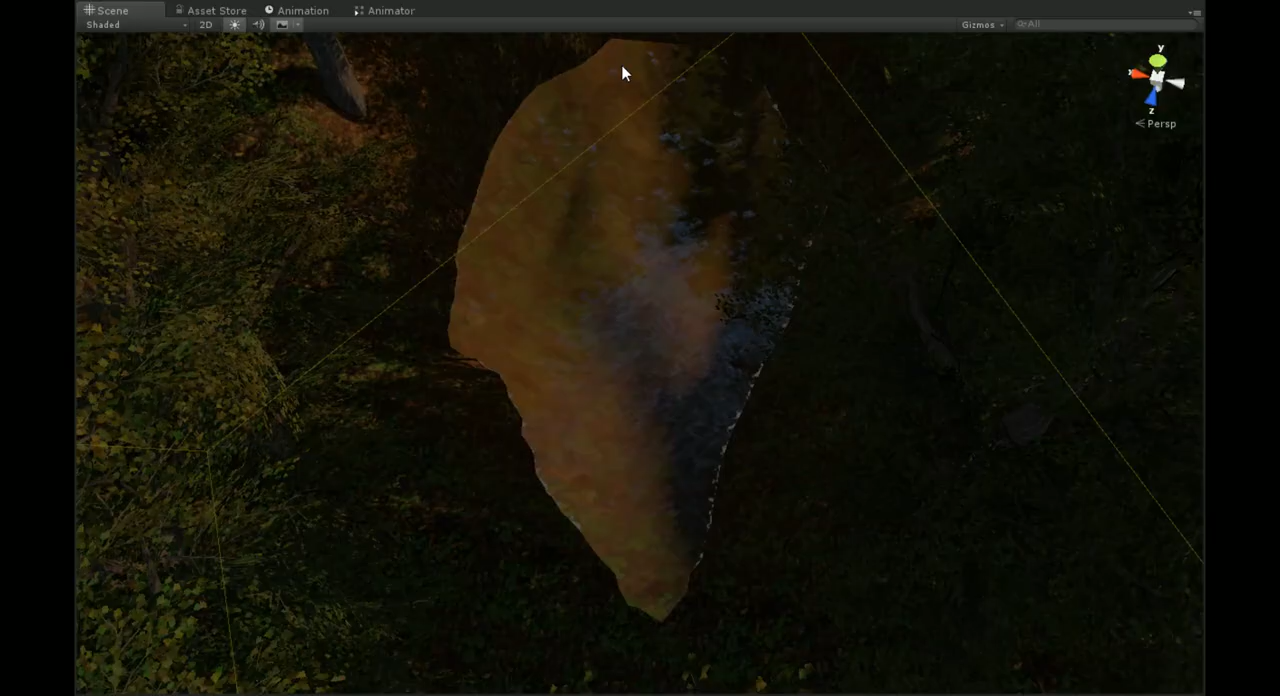 Scene Asset Store Animation Animator
Shaded 2D Gizmos All
y
x
z
Persp